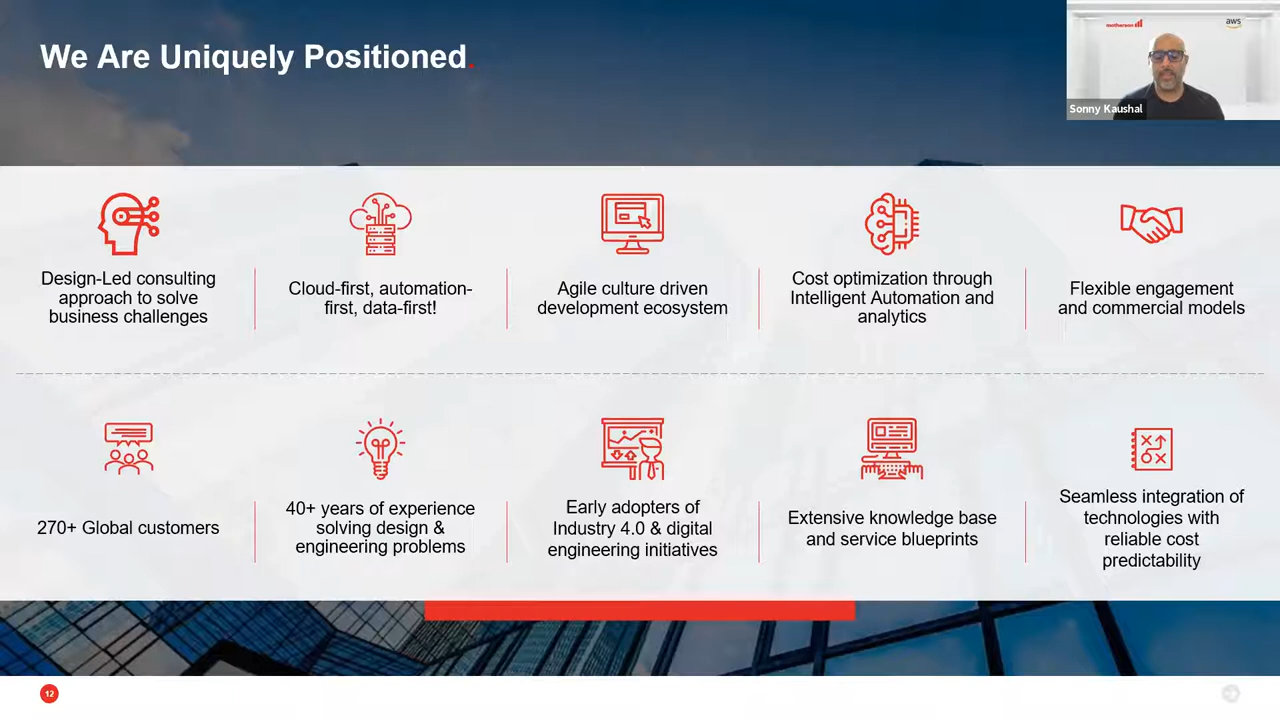 We Are Uniquely Positioned.
motherson
aws
Sonny Kaushal
Design-Led consulting
approach to solve
business challenges
Cloud-first, automation-
first, data-first!
Agile culture driven
development ecosystem
Cost optimization through
Intelligent Automation and
analytics
Flexible engagement
and commercial models
270+ Global customers
40+ years of experience
solving design &
engineering problems
Early adopters of
Industry 4.0 & digital
engineering initiatives
Extensive knowledge base
and service blueprints
Seamless integration of
technologies with
reliable cost
predictability
12